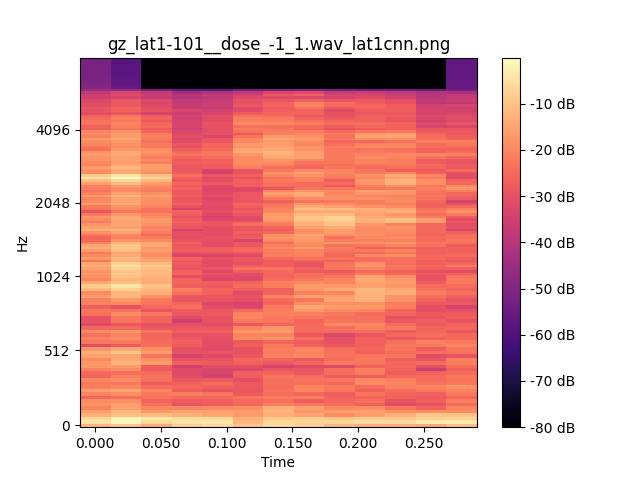 gz_lat1-101__dose_-1_1.wav_lat1cnn.png
4096
2048
1024
512
0
Hz
0.000 0.050 0.100 0.150 0.200 0.250
Time
-10 dB
-20 dB
-30 dB
-40 dB
-50 dB
-60 dB
-70 dB
-80 dB